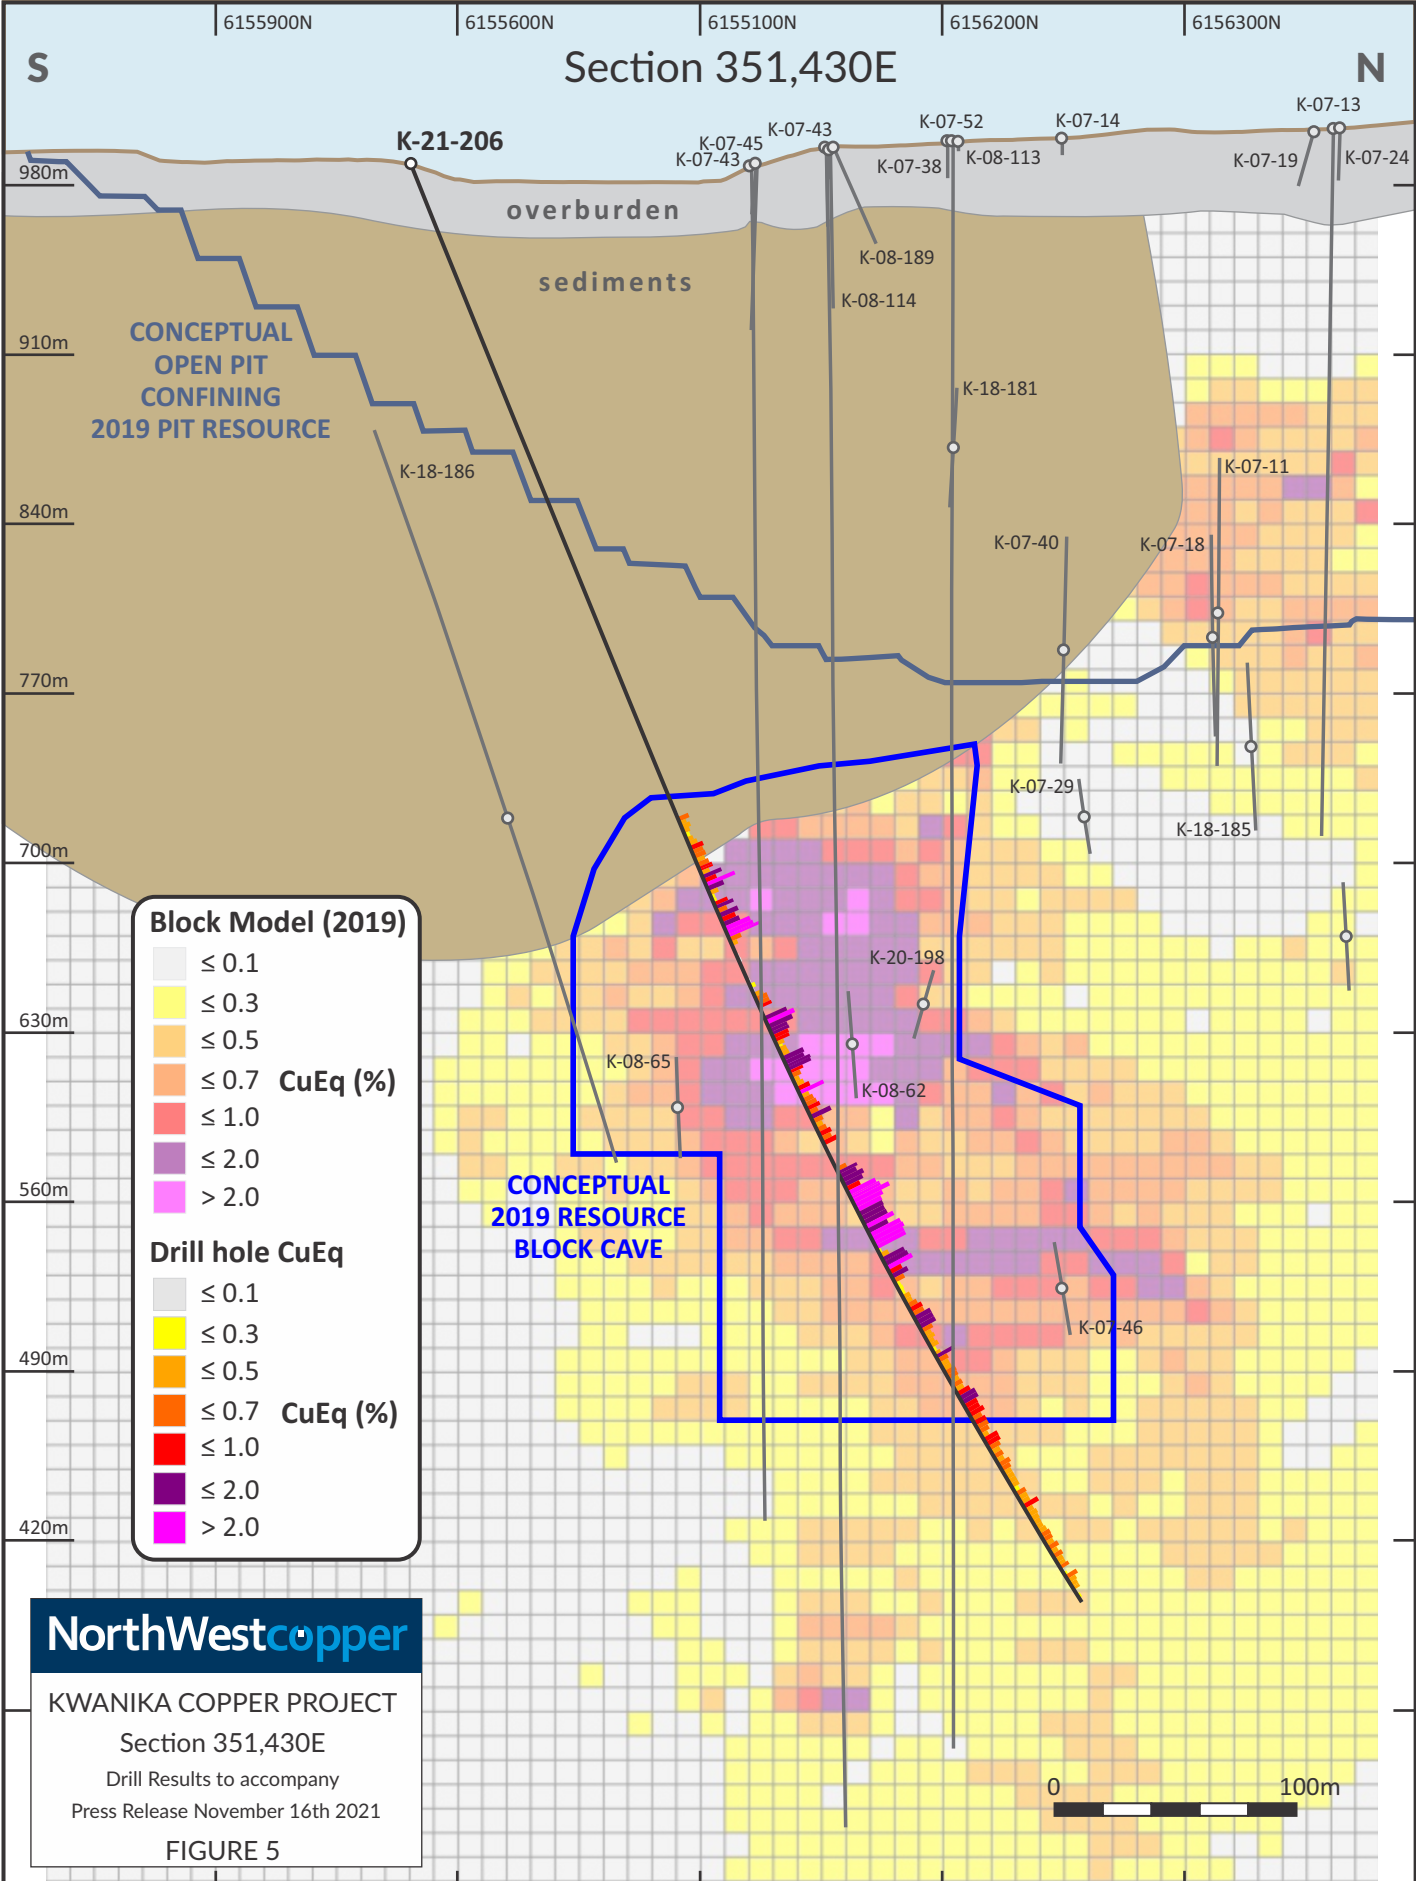 6155900N
6155600N
6155100N
6156200N
6156300N
S
Section 351,430E
N
K-21-206
K-07-45
K-07-43
K-07-43
K-07-52
K-07-14
K-07-13
K-07-38
K-08-113
K-07-19
K-07-24
980m
overburden
K-08-189
sediments
K-08-114
CONCEPTUAL
OPEN PIT
CONFINING
2019 PIT RESOURCE
910m
K-18-181
K-18-186
K-07-11
840m
K-07-40
K-07-18
770m
K-07-29
K-18-185
700m
K-20-198
630m
K-08-65
K-08-62
560m
CONCEPTUAL
2019 RESOURCE
BLOCK CAVE
K-07-46
490m
420m
Block Model (2019)
≤ 0.1
≤ 0.3
≤ 0.5
≤ 0.7 CuEq (%)
≤ 1.0
≤ 2.0
> 2.0
Drill hole CuEq
≤ 0.1
≤ 0.3
≤ 0.5
≤ 0.7 CuEq (%)
≤ 1.0
≤ 2.0
> 2.0
NorthWestcopper
KWANIKA COPPER PROJECT
Section 351,430E
Drill Results to accompany
Press Release November 16th 2021
FIGURE 5
0 100m